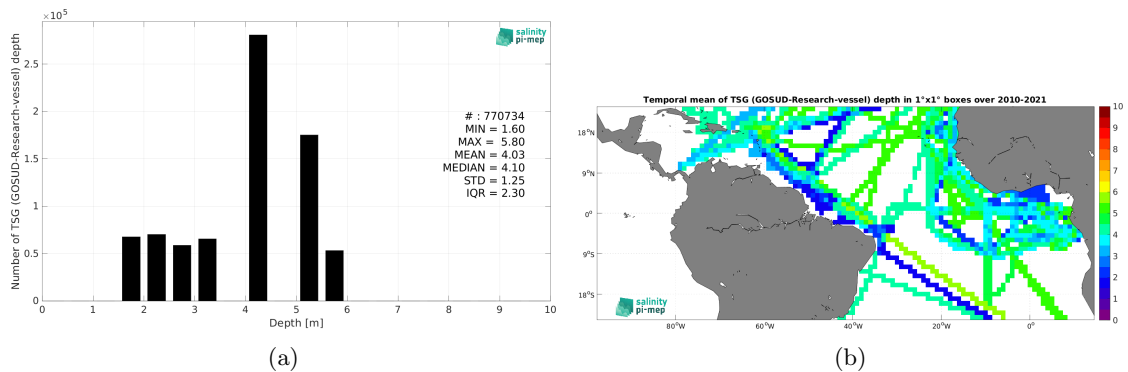 ×10⁵
2.5
2
1.5
1
0.5
0
Number of TSG (GOSUD-Research-vessel) depth
0 1 2 3 4 5 6 7 8 9 10
Depth [m]
salinity
pi-mep
# : 770734
MIN = 1.60
MAX = 5.80
MEAN = 4.03
MEDIAN = 4.10
STD = 1.25
IQR = 2.30
(a)
Temporal mean of TSG (GOSUD-Research-vessel) depth in 1°x1° boxes over 2010-2021
18°N
9°N
0°
9°S
18°S
80°W 60°W 40°W 20°W 0°
salinity
pi-mep
10
9
8
7
6
5
4
3
2
1
0
(b)